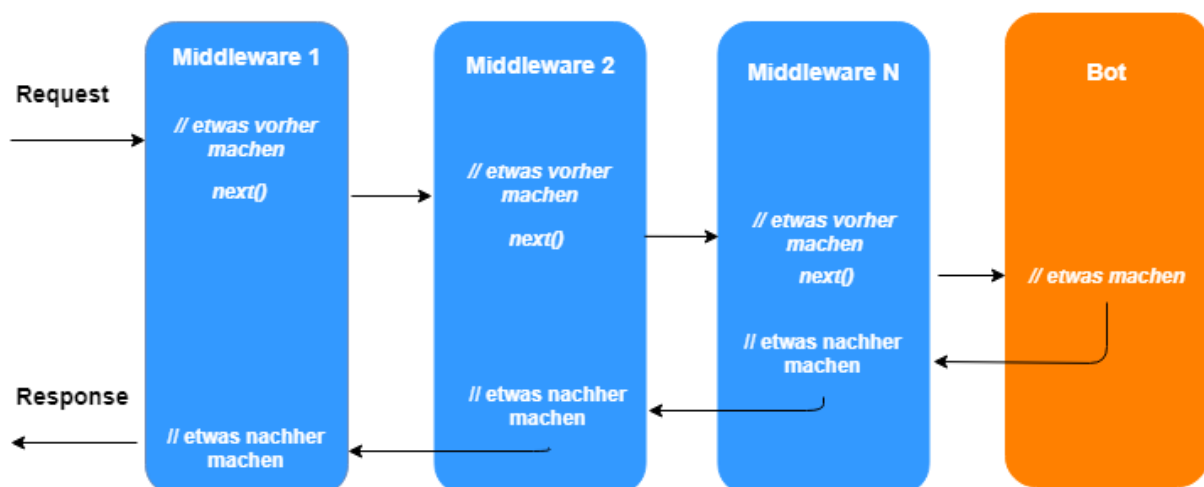 Request
Response
Middleware 1
// etwas vorher
machen
next()
// etwas nachher
machen
Middleware 2
// etwas vorher
machen
next()
// etwas nachher
machen
Middleware N
// etwas vorher
machen
next()
// etwas nachher
machen
Bot
// etwas machen